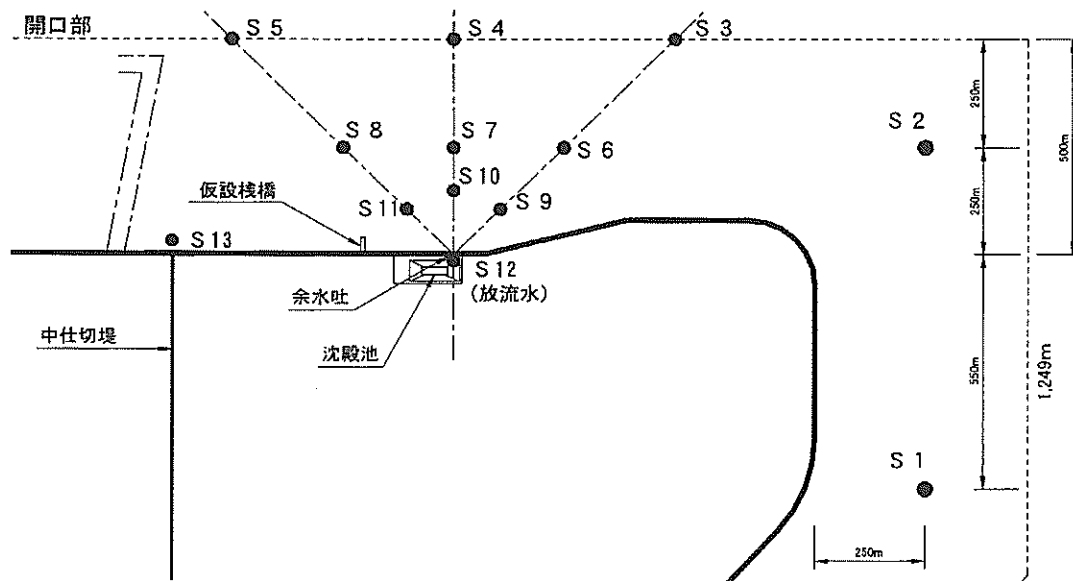 開口部
S 5
S 4
S 3
250m
500m
S 8
S 7
S 6
S 2
250m
S 10
仮設桟橋
S 11
S 9
S 13
S 12
(放流水)
余水吐
沈殿池
中仕切堤
550m
1,249m
S 1
250m